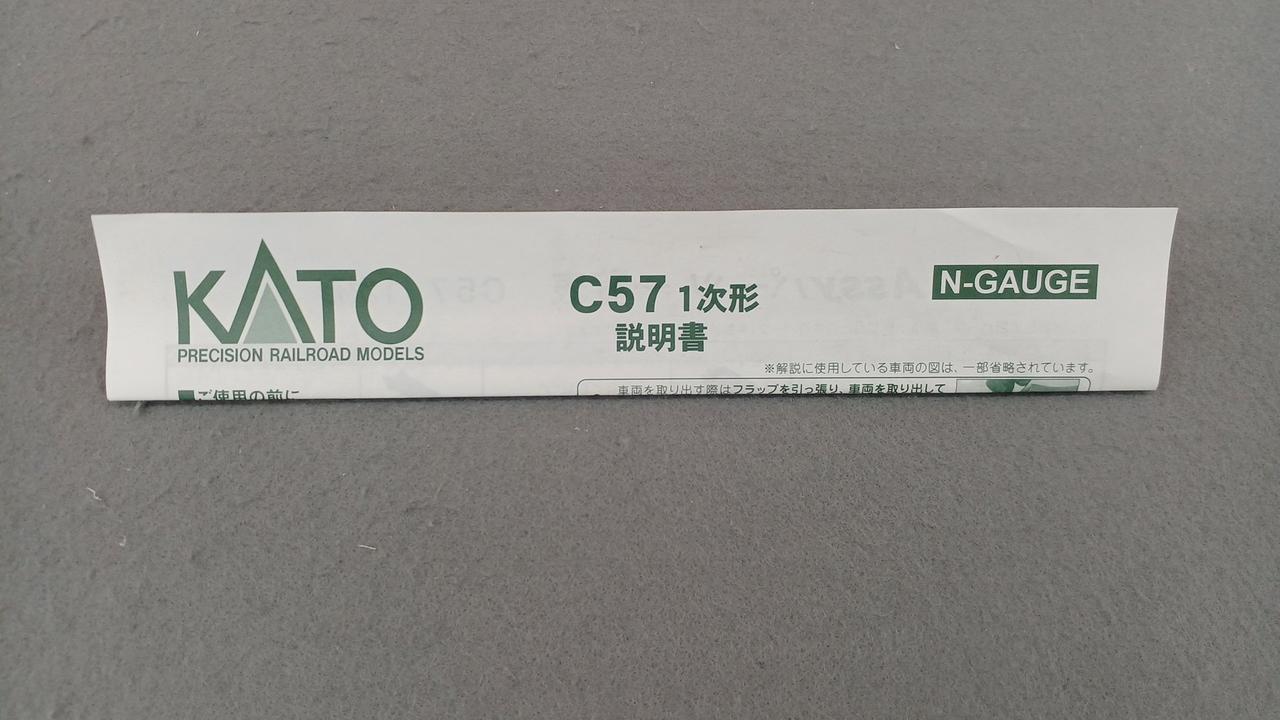 KATO
PRECISION RAILROAD MODELS
C57 1次形
説明書
N-GAUGE
※解説に使用している車両の図は、一部省略されています。
■ご使用の前に
車両を取り出す際はフラップを引っ張り、車両を取り出して